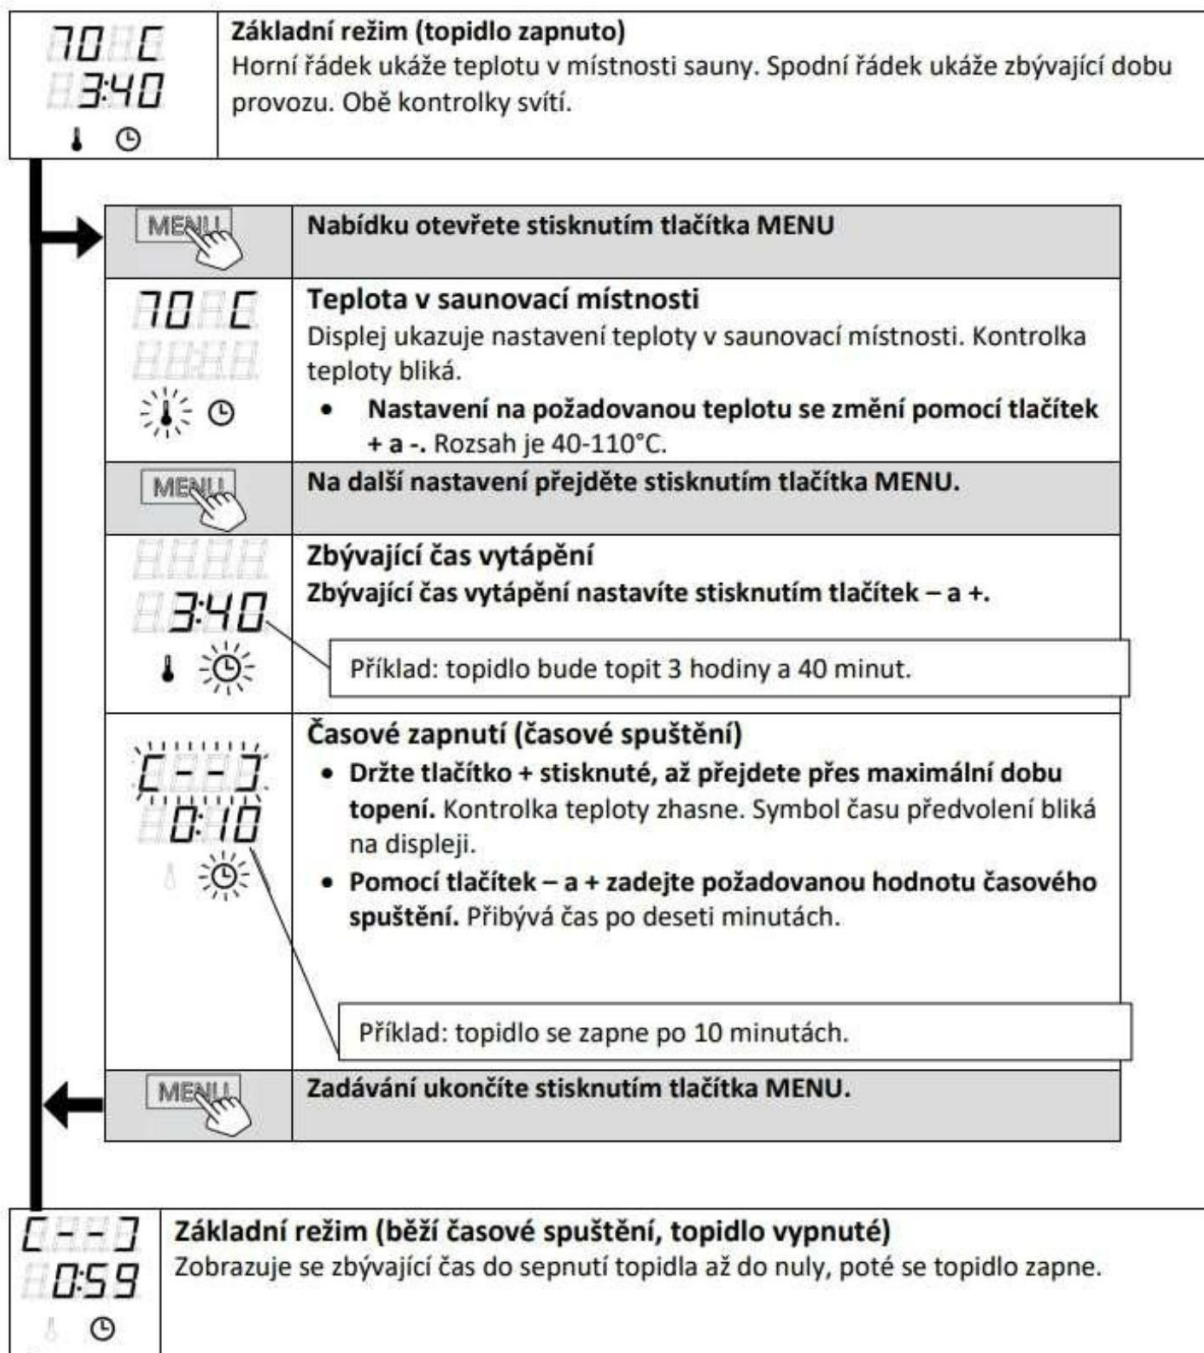 70 C
3:40
Základní režim (topidlo zapnuto)
Horní řádek ukáže teplotu v místnosti sauny. Spodní řádek ukáže zbývající dobu
provozu. Obě kontrolky svítí.
MENU
Nabídku otevřete stisknutím tlačítka MENU
70 C
Teplota v saunovací místnosti
Displej ukazuje nastavení teploty v saunovací místnosti. Kontrolka
teploty bliká.
• Nastavení na požadovanou teplotu se změní pomocí tlačítek
+ a -. Rozsah je 40-110°C.
MENU
Na další nastavení přejděte stisknutím tlačítka MENU.
3:40
Zbývající čas vytápění
Zbývající čas vytápění nastavíte stisknutím tlačítek – a +.
Příklad: topidlo bude topit 3 hodiny a 40 minut.
[--]
0:10
Časové zapnutí (časové spuštění)
• Držte tlačítko + stisknuté, až přejdete přes maximální dobu
topení. Kontrolka teploty zhasne. Symbol času předvolení bliká
na displeji.
• Pomocí tlačítek – a + zadejte požadovanou hodnotu časového
spuštění. Přibývá čas po deseti minutách.
Příklad: topidlo se zapne po 10 minutách.
MENU
Zadávání ukončíte stisknutím tlačítka MENU.
[--]
0:59
Základní režim (běží časové spuštění, topidlo vypnuté)
Zobrazuje se zbývající čas do sepnutí topidla až do nuly, poté se topidlo zapne.